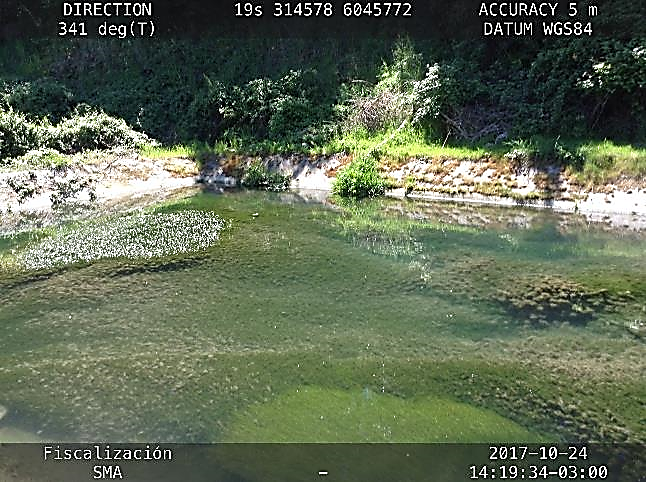 DIRECTION
341 deg(T)
19s 314578 6045772
ACCURACY 5 m
DATUM WGS84
Fiscalización
SMA
-
2017-10-24
14:19:34-03:00